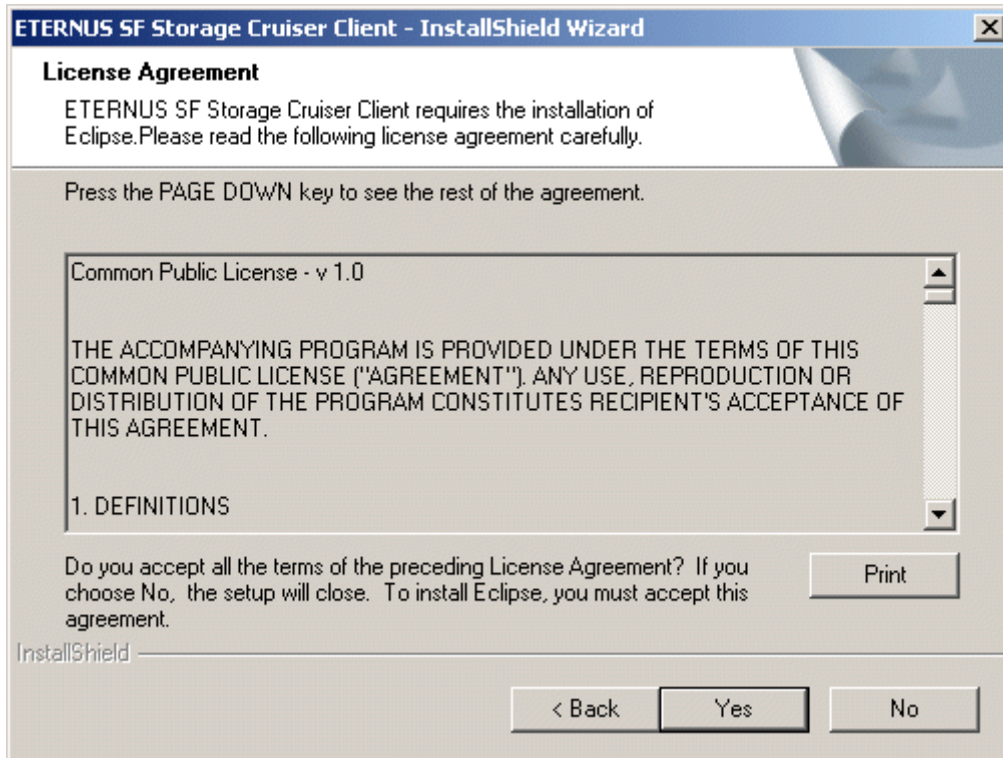 ETERNUS SF Storage Cruiser Client - InstallShield Wizard
License Agreement
ETERNUS SF Storage Cruiser Client requires the installation of
Eclipse.Please read the following license agreement carefully.
Press the PAGE DOWN key to see the rest of the agreement.
Common Public License - v 1.0
THE ACCOMPANYING PROGRAM IS PROVIDED UNDER THE TERMS OF THIS
COMMON PUBLIC LICENSE ("AGREEMENT"). ANY USE, REPRODUCTION OR
DISTRIBUTION OF THE PROGRAM CONSTITUTES RECIPIENT'S ACCEPTANCE OF
THIS AGREEMENT.
1. DEFINITIONS
Do you accept all the terms of the preceding License Agreement?  If you
choose No,  the setup will close.  To install Eclipse, you must accept this
agreement.
Print
InstallShield
< Back
Yes
No